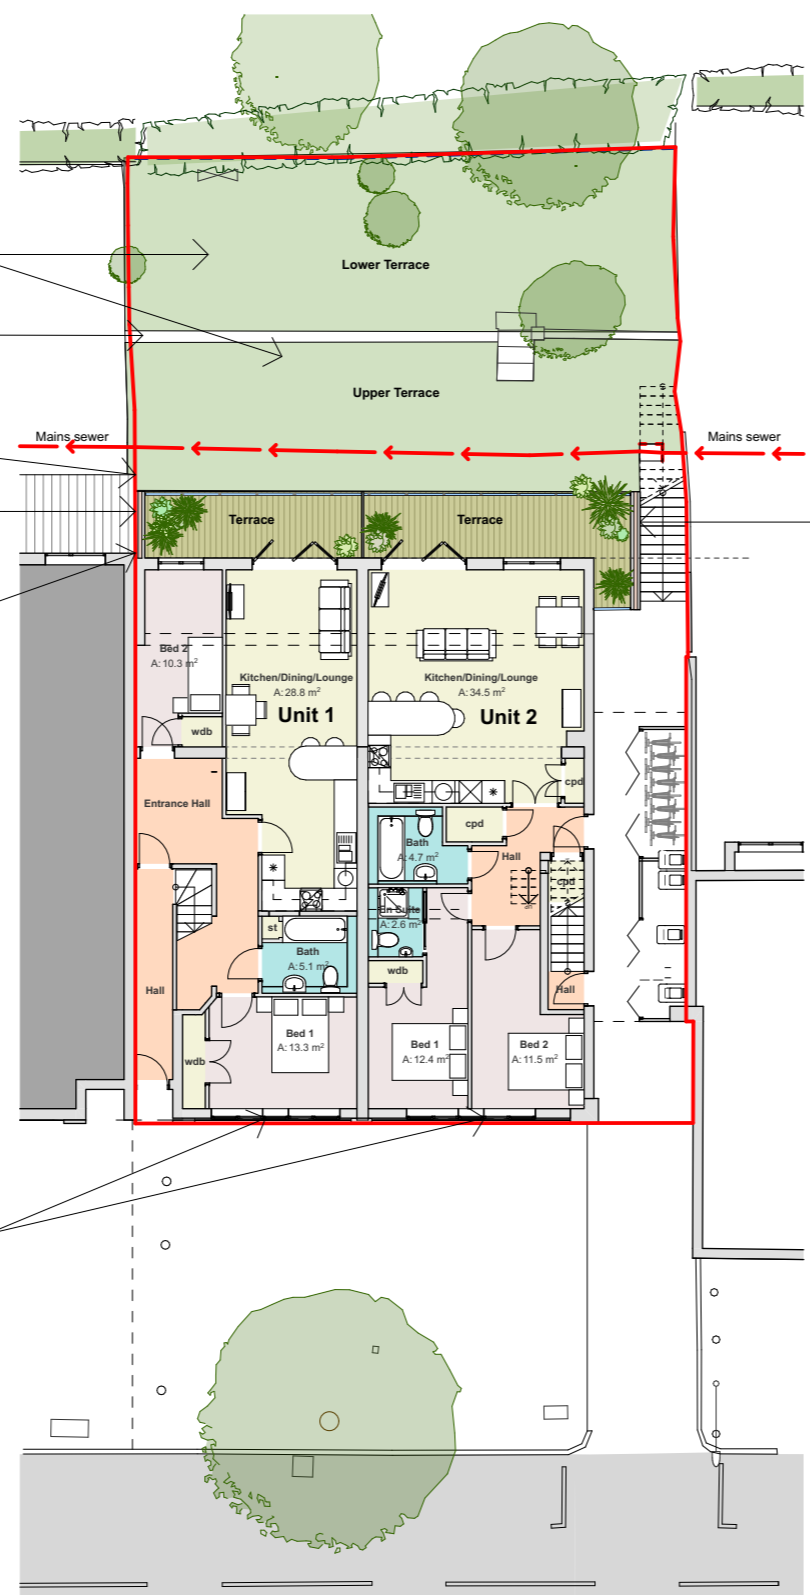 Lower Terrace
Upper Terrace
Mains sewer
Mains sewer
Terrace
Terrace
Bed 2
A: 10.3 m²
Kitchen/Dining/Lounge
A: 28.8 m²
Unit 1
Kitchen/Dining/Lounge
A: 34.5 m²
Unit 2
wdb
Entrance Hall
cpd
cpd
Bath
A: 4.7 m²
Hall
cpd
En Suite
A: 2.6 m²
st
Bath
A: 5.1 m²
wdb
Hall
Hall
wdb
Bed 1
A: 13.3 m²
Bed 1
A: 12.4 m²
Bed 2
A: 11.5 m²